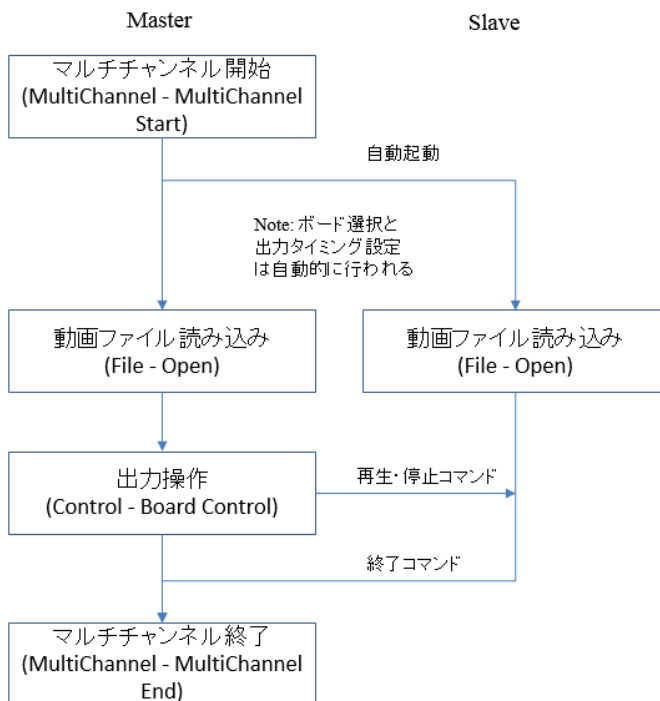 Master
Slave
マルチチャンネル開始
(MultiChannel - MultiChannel
Start)
自動起動
Note: ボード選択と
出力タイミング設定
は自動的に行われる
動画ファイル読み込み
(File - Open)
動画ファイル読み込み
(File - Open)
出力操作
(Control - Board Control)
再生・停止コマンド
終了コマンド
マルチチャンネル終了
(MultiChannel - MultiChannel
End)